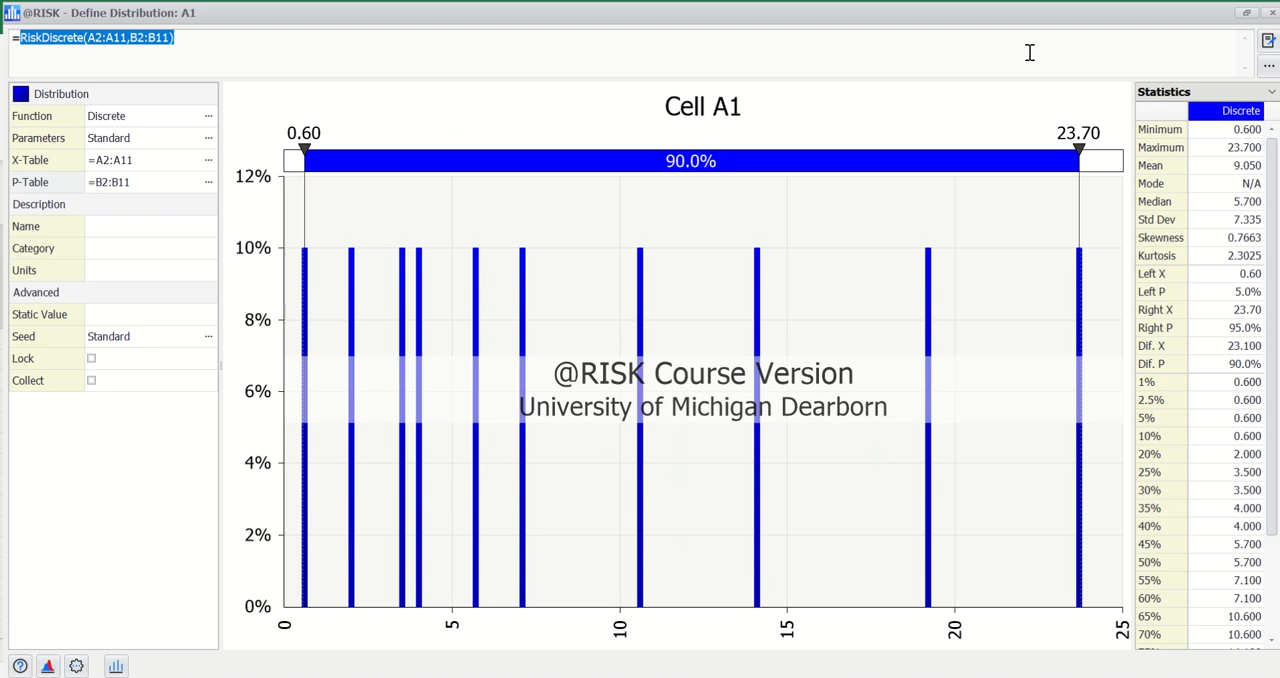 @RISK - Define Distribution: A1
=RiskDiscrete(A2:A11,B2:B11)
Distribution
Function Discrete ...
Parameters Standard ...
X-Table =A2:A11 ...
P-Table =B2:B11 ...
Description
Name
Category
Units
Advanced
Static Value
Seed Standard ...
Lock
Collect
Cell A1
0.60 23.70
90.0%
12%
10%
8%
6%
4%
2%
0%
0 5 10 15 20 25
@RISK Course Version
University of Michigan Dearborn
Statistics
Discrete
Minimum 0.600
Maximum 23.700
Mean 9.050
Mode N/A
Median 5.700
Std Dev 7.335
Skewness 0.7663
Kurtosis 2.3025
Left X 0.60
Left P 5.0%
Right X 23.70
Right P 95.0%
Dif. X 23.100
Dif. P 90.0%
1% 0.600
2.5% 0.600
5% 0.600
10% 0.600
20% 2.000
25% 3.500
30% 3.500
35% 4.000
40% 4.000
45% 5.700
50% 5.700
55% 7.100
60% 7.100
65% 10.600
70% 10.600